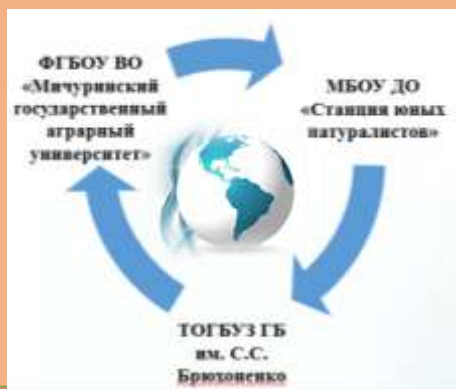 ФГБОУ ВО
«Мичуринский
государственный
аграрный
университет»
МБОУ ДО
«Станция юных
натуралистов»
ТОГБУЗ ГБ
им. С.С.
Брюхоненко